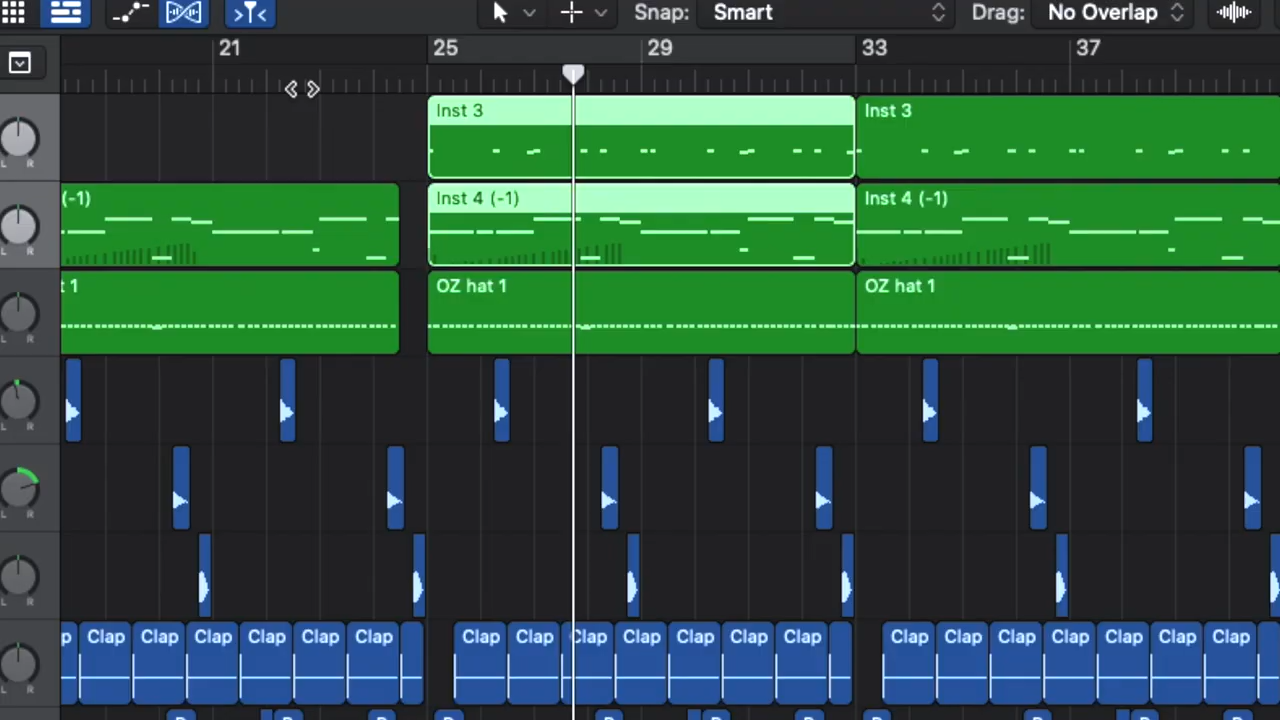 Snap: Smart Drag: No Overlap
21 25 29 33 37
Inst 3 Inst 3
(-1) Inst 4 (-1) Inst 4 (-1)
t 1 OZ hat 1 OZ hat 1
L R
L R
L R
L R
L R
L R
p Clap Clap Clap Clap Clap Clap Clap Clap Clap Clap Clap Clap Clap Clap Clap Clap Clap Clap Clap Clap
L R